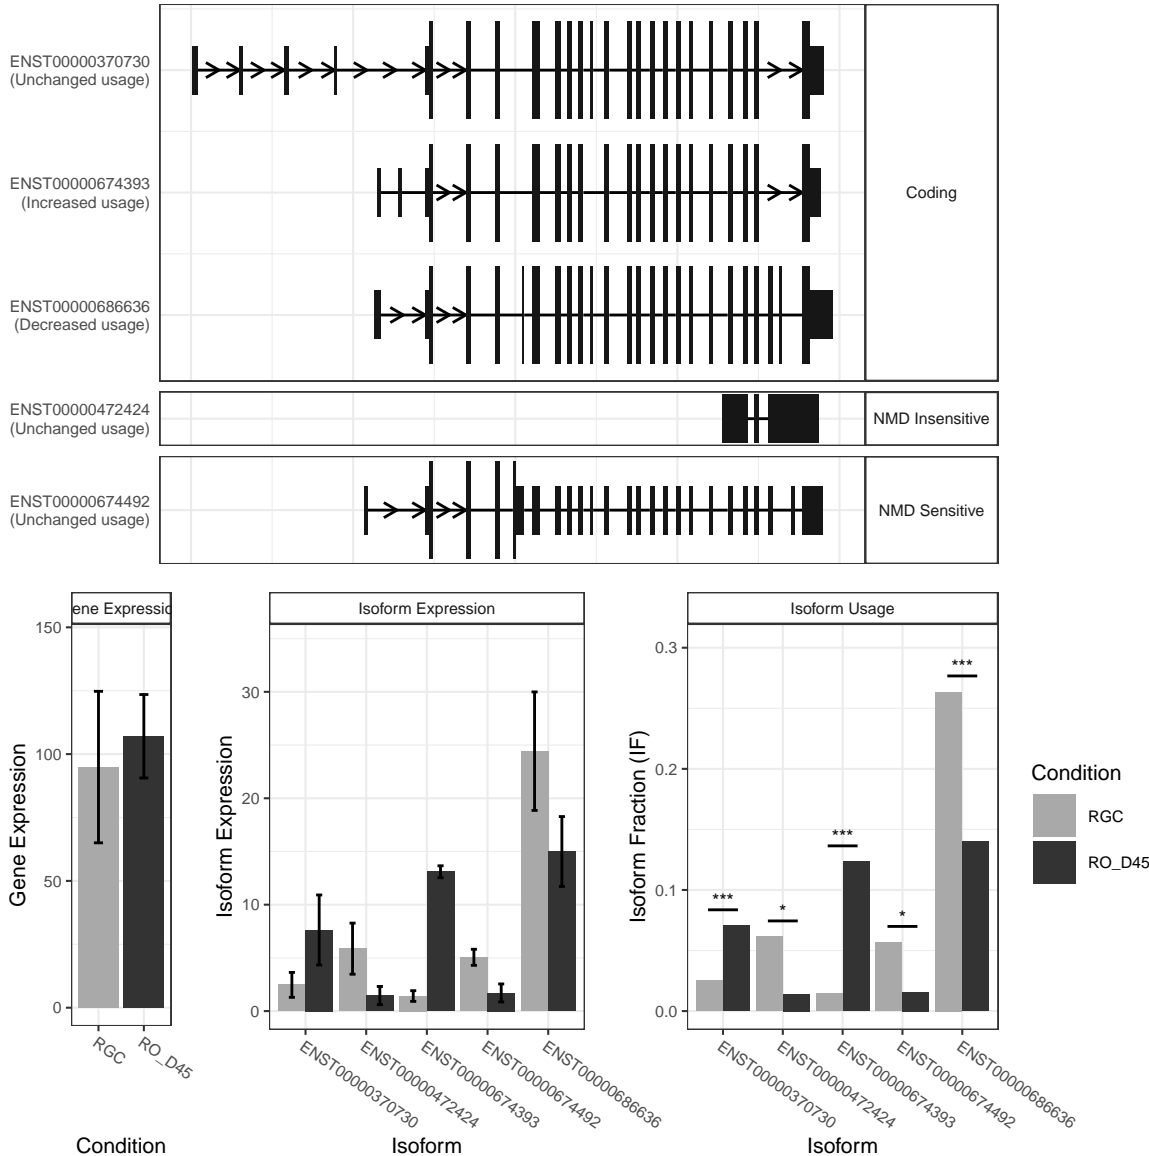 ENST00000370730
(Unchanged usage)
ENST00000674393
(Increased usage)
Coding
ENST00000686636
(Decreased usage)
ENST00000472424
(Unchanged usage)
NMD Insensitive
ENST00000674492
(Unchanged usage)
NMD Sensitive
ene Expressio
150
100
50
0
Gene Expression
RGC
RO_D45
Condition
Isoform Expression
30
20
10
0
Isoform Expression
ENST00000370730
ENST00000472424
ENST00000674393
ENST00000674492
ENST00000686636
Isoform
Isoform Usage
0.3
0.2
0.1
0.0
Isoform Fraction (IF)
***
*
***
*
***
ENST00000370730
ENST00000472424
ENST00000674393
ENST00000674492
ENST00000686636
Isoform
Condition
RGC
RO_D45